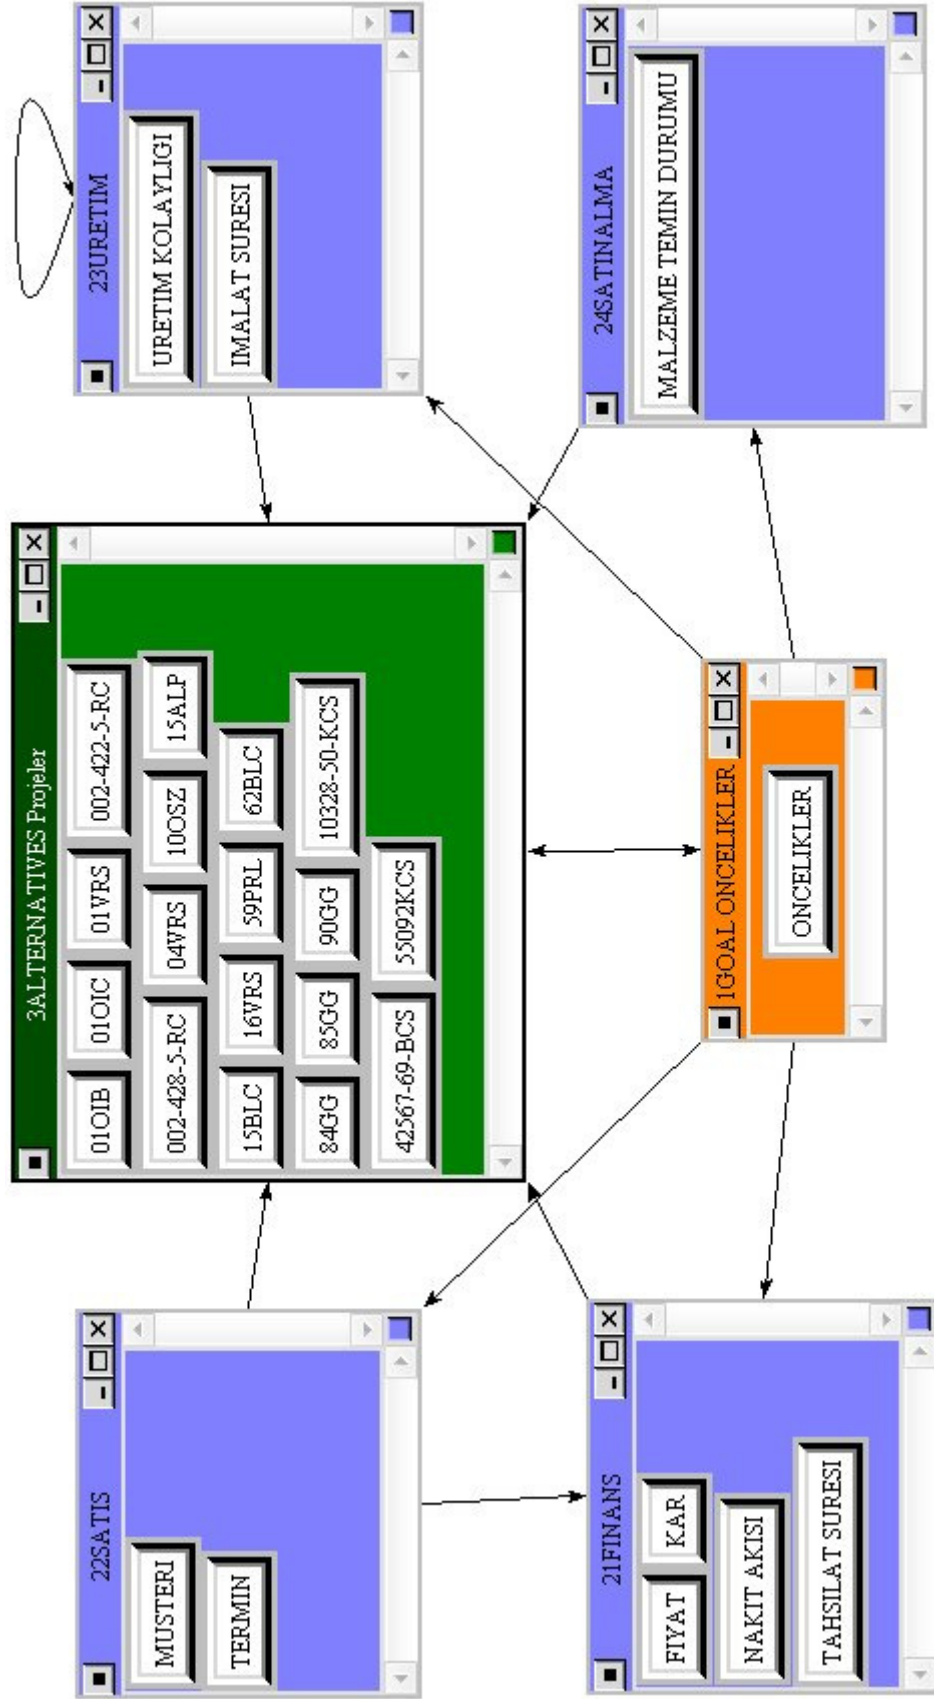 22SATIS
MUSTERI
TERMIN
3ALTERNATIVES Projeler
01OIB 01OIC 01VRS 002-422-5-RC
002-428-5-RC 04VRS 10OSZ 15ALP
15BLC 16VRS 59PRL 62BLC
84GG 85GG 90GG 10328-50-KCS
42567-69-BCS 55092KCS
23URETIM
URETIM KOLAYLIGI
IMALAT SURESI
21FINANS
FIYAT KAR
NAKIT AKISI
TAHSILAT SURESI
1GOAL ONCELIKLER
ONCELIKLER
24SATINALMA
MALZEME TEMIN DURUMU